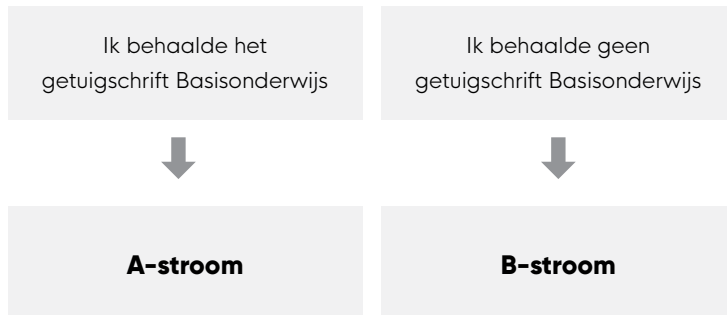 Ik behaalde het
getuigschrift Basisonderwijs
Ik behaalde geen
getuigschrift Basisonderwijs
A-stroom
B-stroom